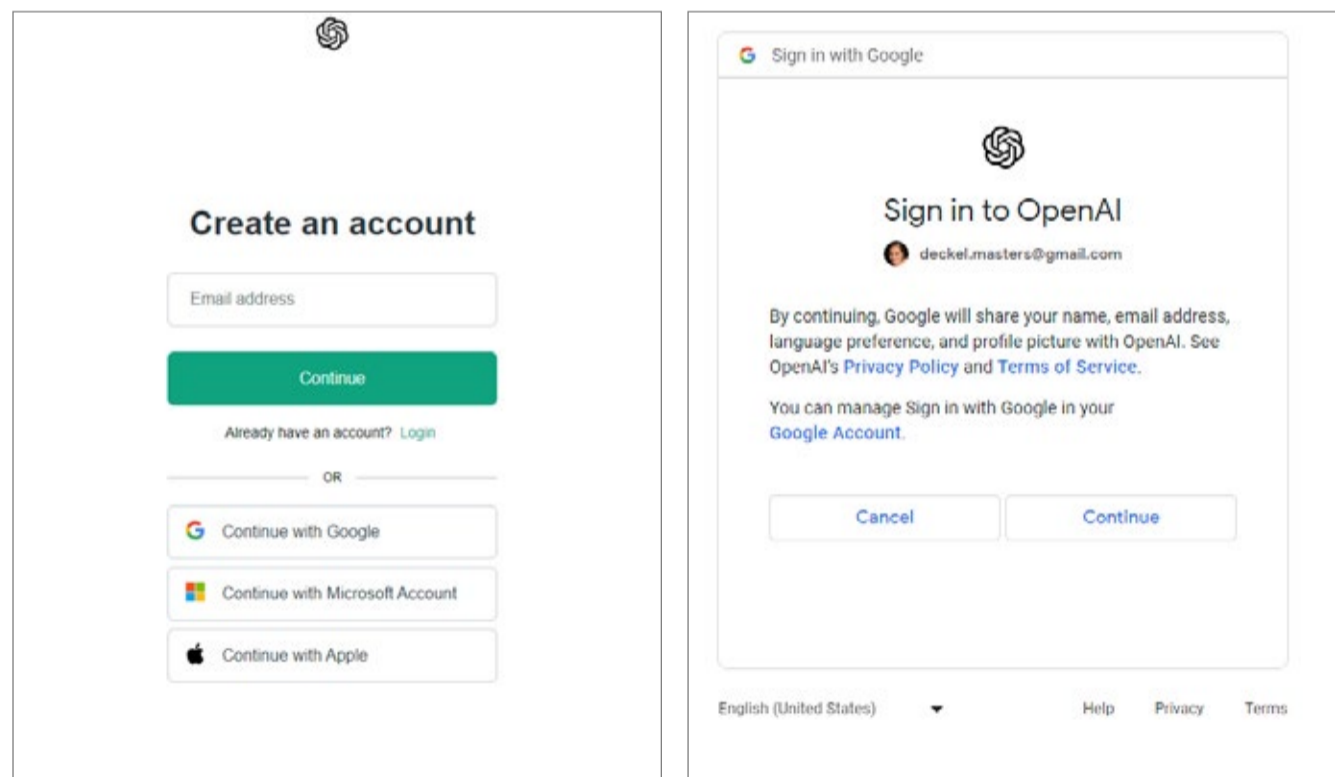 Create an account
Email address
Continue
Already have an account? Login
OR
Continue with Google
Continue with Microsoft Account
Continue with Apple
Sign in with Google
Sign in to OpenAI
deckel.masters@gmail.com
By continuing, Google will share your name, email address,
language preference, and profile picture with OpenAI. See
OpenAI's Privacy Policy and Terms of Service.
You can manage Sign in with Google in your
Google Account.
Cancel Continue
English (United States) Help Privacy Terms